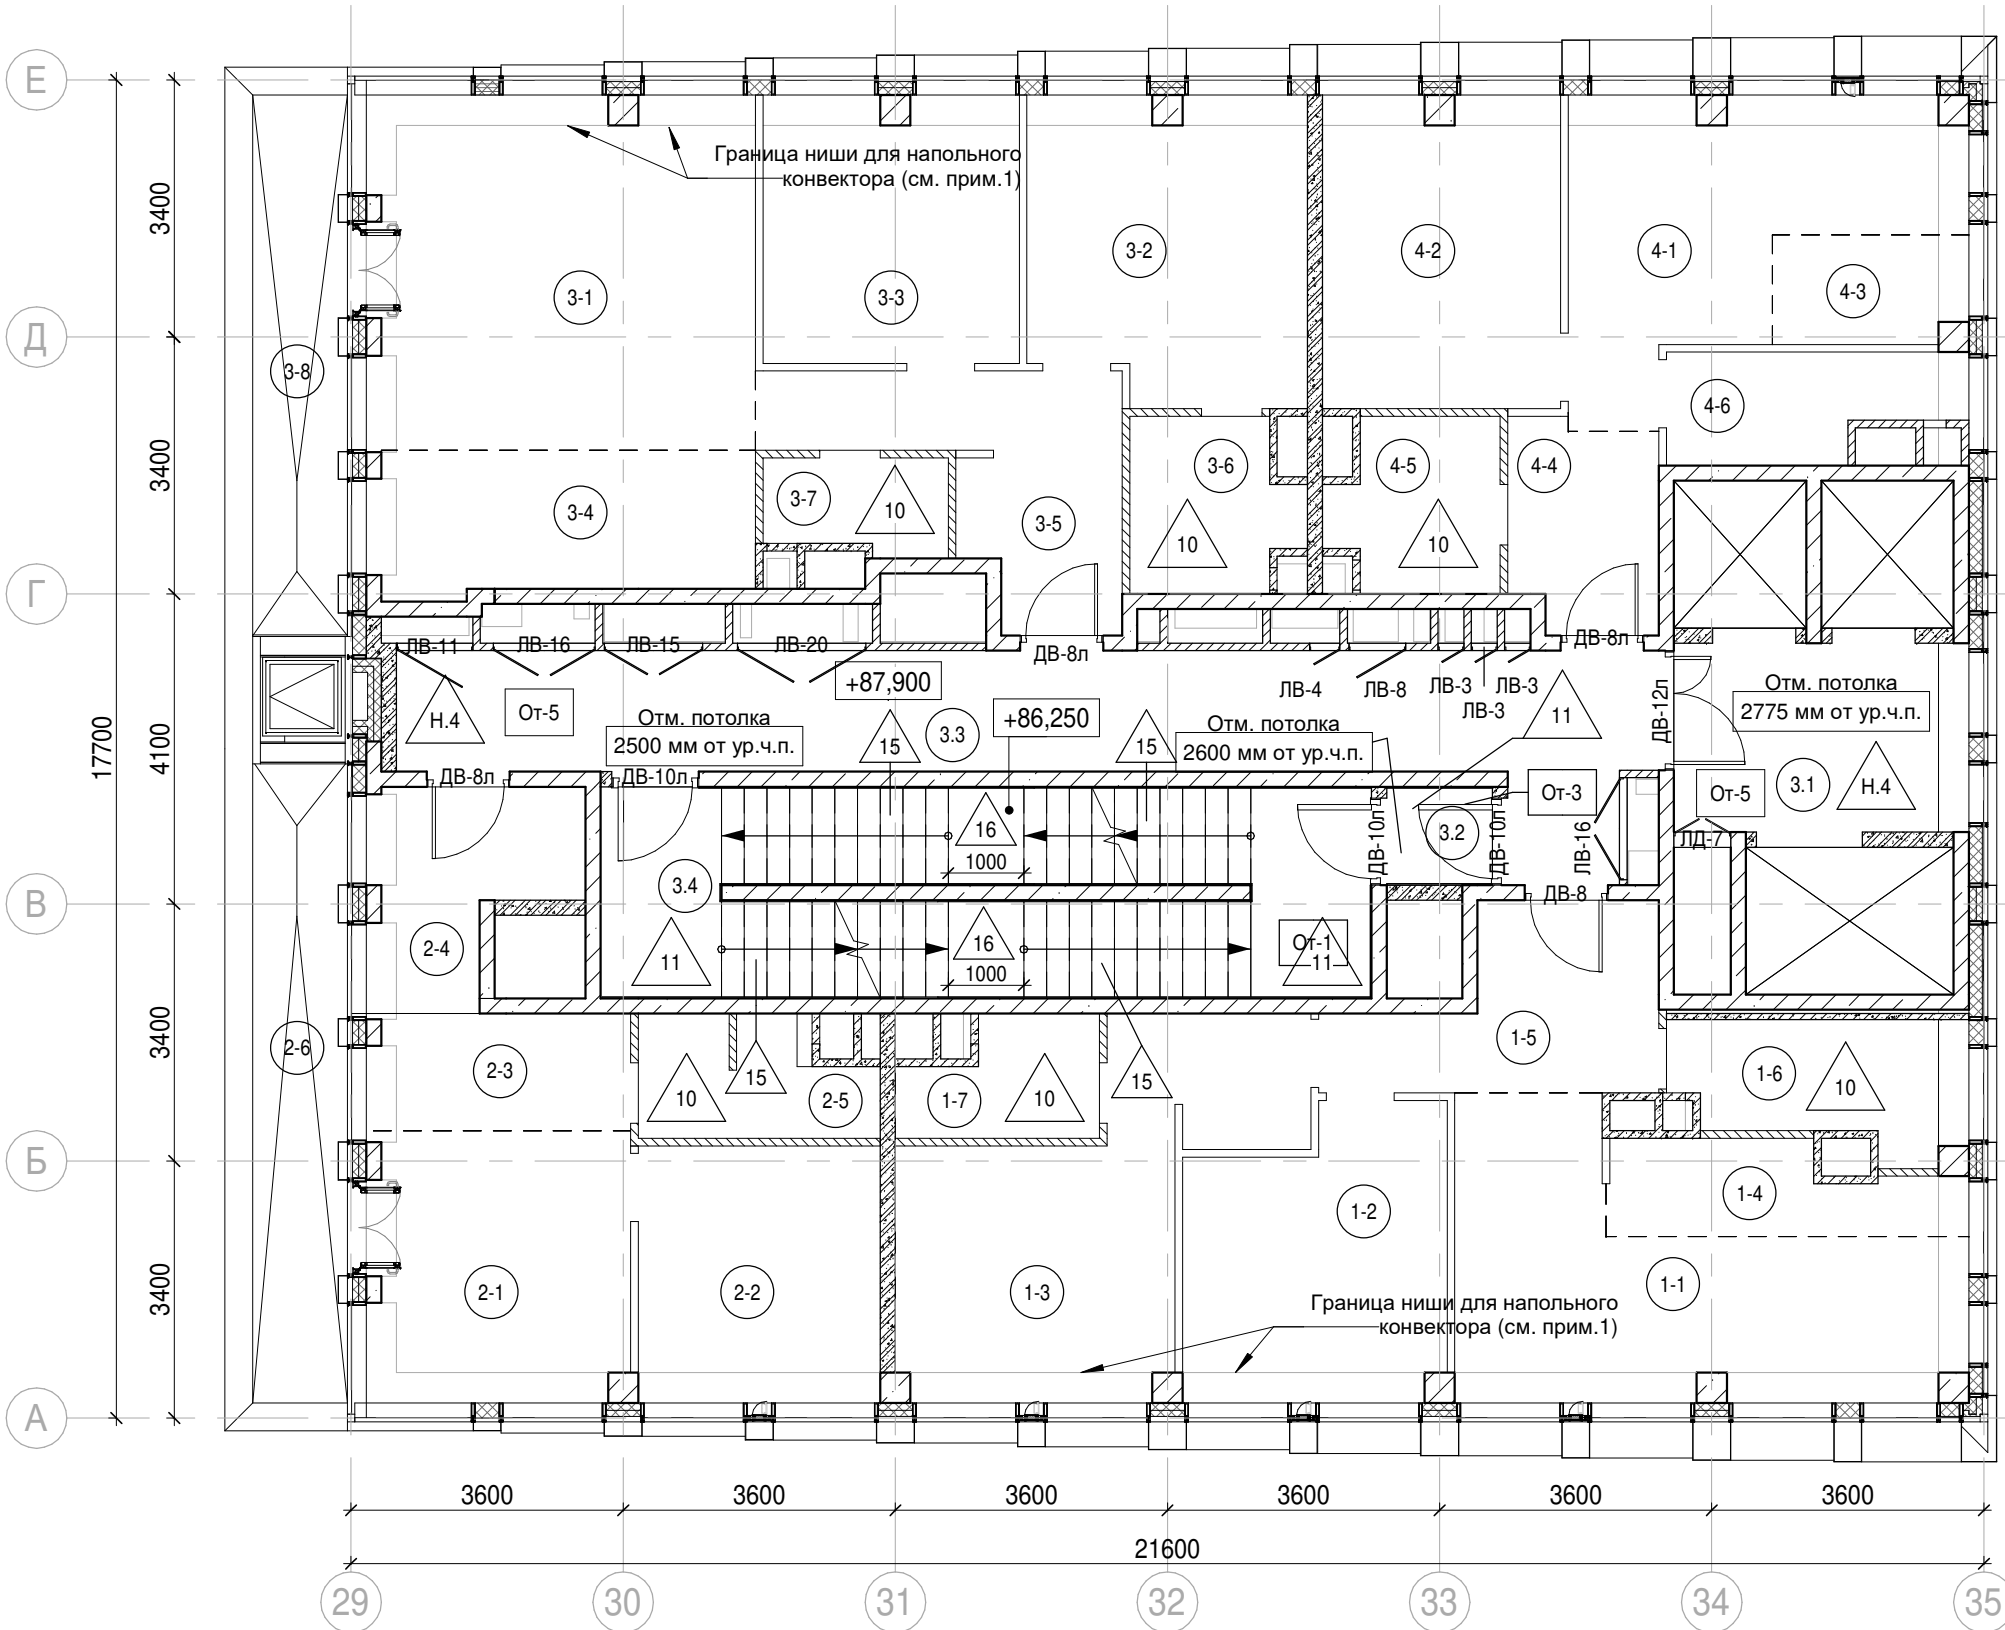 Е
Граница ниши для напольного
конвектора (см. прим.1)
3400
3-2
4-2
4-1
3-1
3-3
4-3
Д
3-8
4-6
3400
3-7
10
3-6
4-5
4-4
3-4
3-5
10
10
Г
ЛВ-11
ЛВ-16
ЛВ-15
ЛВ-20
ДВ-8л
ДВ-8л
+87,900
ЛВ-4
ЛВ-8
ЛВ-3
ЛВ-3
ЛВ-3
ДВ-12л
Отм. потолка
2775 мм от ур.ч.п.
Н.4
От-5
Отм. потолка
2500 мм от ур.ч.п.
3.3
+86,250
15
15
Отм. потолка
2600 мм от ур.ч.п.
11
17700
4100
ДВ-8л
ДВ-10л
От-3
От-5
3.1
Н.4
16
1000
ДВ-10л
3.2
ДВ-10л
ЛВ-16
ЛД-7
3.4
ДВ-8
В
2-4
11
16
1000
От-1
11
3400
2-6
2-3
10
15
2-5
1-7
10
15
1-5
1-6
10
Б
1-4
1-2
3400
2-1
2-2
1-3
1-1
Граница ниши для напольного
конвектора (см. прим.1)
А
3600
3600
3600
3600
3600
3600
21600
29
30
31
32
33
34
35